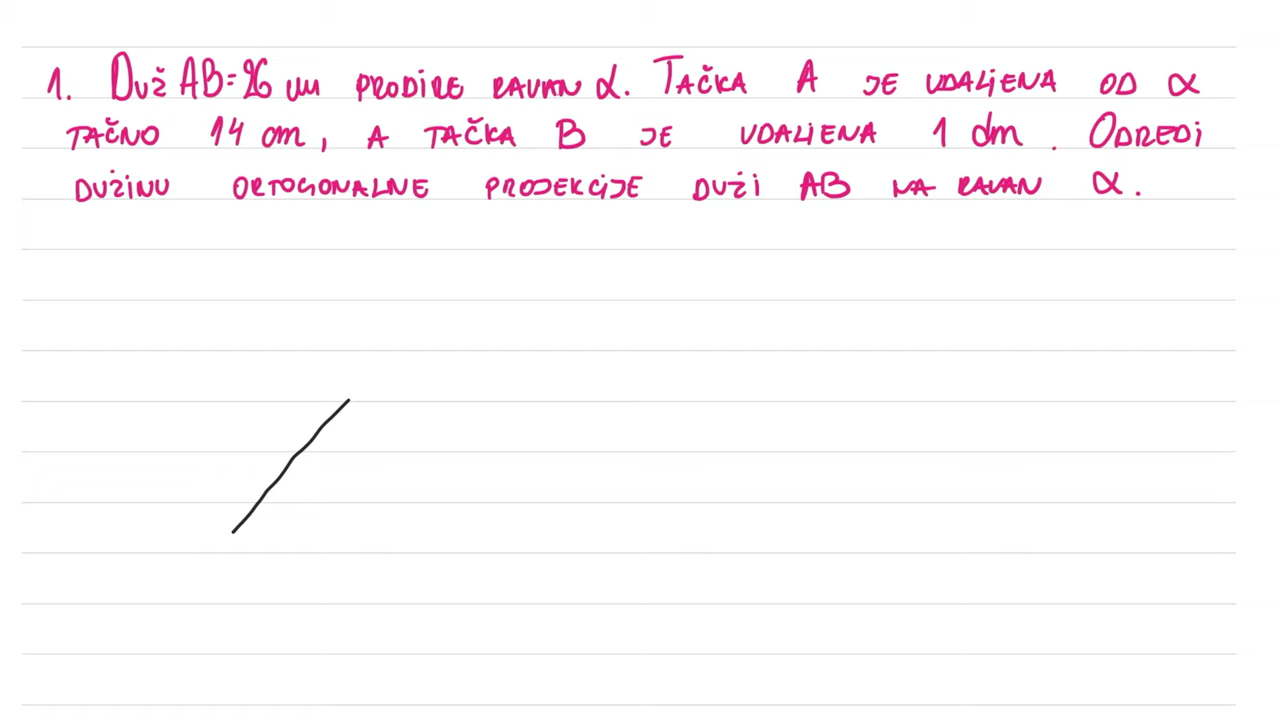 1. Duž AB=26 cm prodire ravan α. Tačka A je udaljena od α
tačno 14 cm, a tačka B je udaljena 1 dm. Odredi
dužinu ortogonalne projekcije duži AB na ravan α.